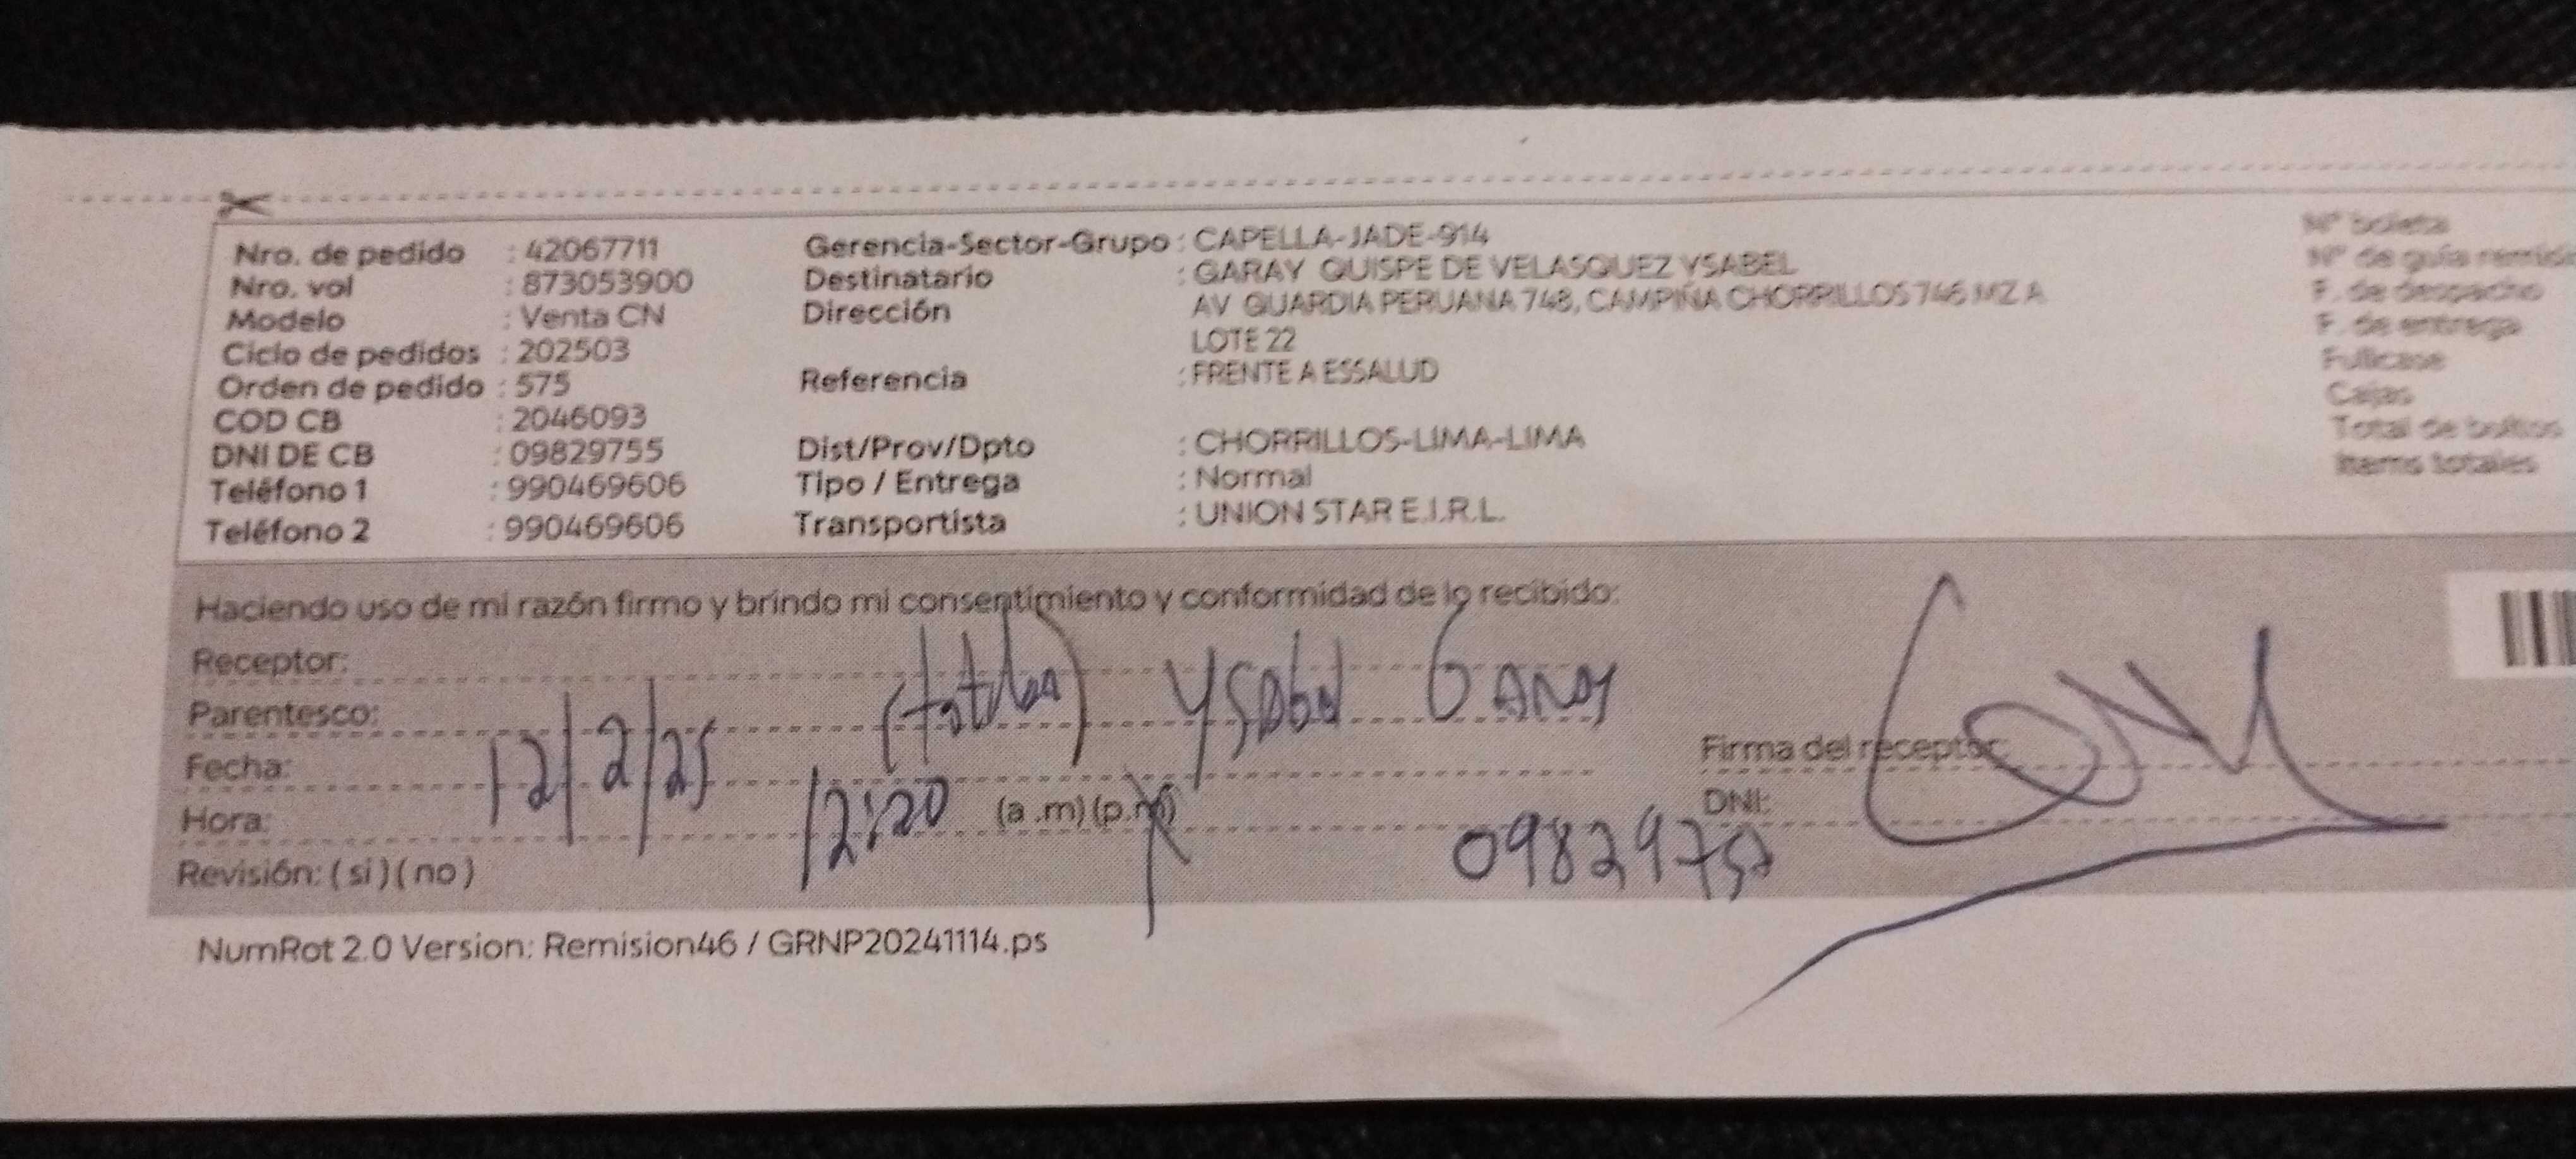 Nro. de pedido : 42067711 Gerencia-Sector-Grupo : CAPELLA-JADE-914 N° boleta
Nro. vol : 873053900 Destinatario : GARAY QUISPE DE VELASQUEZ YSABEL N° de guía remisi
Modelo : Venta CN Dirección AV GUARDIA PERUANA 748, CAMPIÑA CHORRILLOS 746 MZ A F. de despacho
Ciclo de pedidos : 202503 LOTE 22 F. de entrega
Orden de pedido : 575 Referencia : FRENTE A ESSALUD Fullcase
COD CB : 2046093 Cajas
DNI DE CB : 09829755 Dist/Prov/Dpto : CHORRILLOS-LIMA-LIMA Total de bultos
Teléfono 1 : 990469606 Tipo / Entrega : Normal Items totales
Teléfono 2 : 990469606 Transportista : UNION STAR E.I.R.L.
Haciendo uso de mi razón firmo y brindo mi consentimiento y conformidad de lo recibido:
Receptor: Ysabel GARAY
Parentesco:
Fecha: 12/2/25 Firma del receptor:
Hora: 12:20 (a.m)(p.m) DNI:
Revisión: (si)(no)
NumRot 2.0 Version: Remision46 / GRNP20241114.ps